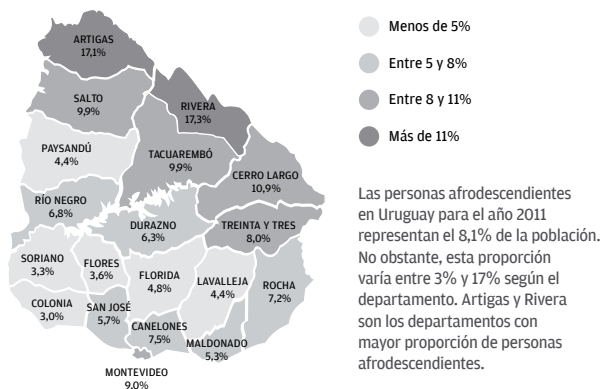 ARTIGAS
17,1%
SALTO
9,9%
RIVERA
17,3%
PAYSANDÚ
4,4%
TACUAREMBÓ
9,9%
CERRO LARGO
10,9%
RÍO NEGRO
6,8%
DURAZNO
6,3%
TREINTA Y TRES
8,0%
SORIANO
3,3%
FLORES
3,6%
FLORIDA
4,8%
LAVALLEJA
4,4%
ROCHA
7,2%
COLONIA
3,0%
SAN JOSÉ
5,7%
CANELONES
7,5%
MALDONADO
5,3%
MONTEVIDEO
9,0%
Menos de 5%
Entre 5 y 8%
Entre 8 y 11%
Más de 11%
Las personas afrodescendientes
en Uruguay para el año 2011
representan el 8,1% de la población.
No obstante, esta proporción
varía entre 3% y 17% según el
departamento. Artigas y Rivera
son los departamentos con
mayor proporción de personas
afrodescendientes.